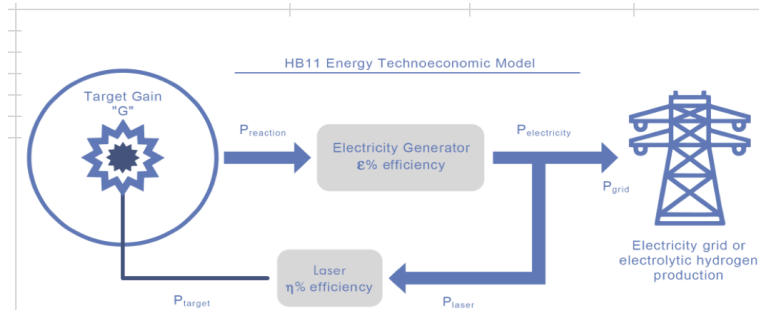 HB11 Energy Technoeconomic Model
Target Gain
"G"
Preaction
Electricity Generator
ε% efficiency
Pelectricity
Pgrid
Electricity grid or
electrolytic hydrogen
production
Laser
η% efficiency
Ptarget
Plaser